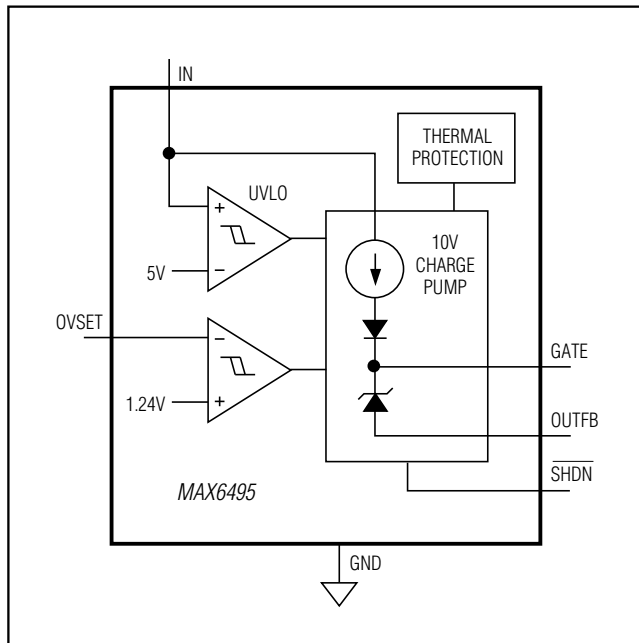 IN
THERMAL
PROTECTION
UVLO
+
−
5V
10V
CHARGE
PUMP
OVSET
−
+
1.24V
GATE
OUTFB
SHDN
MAX6495
GND